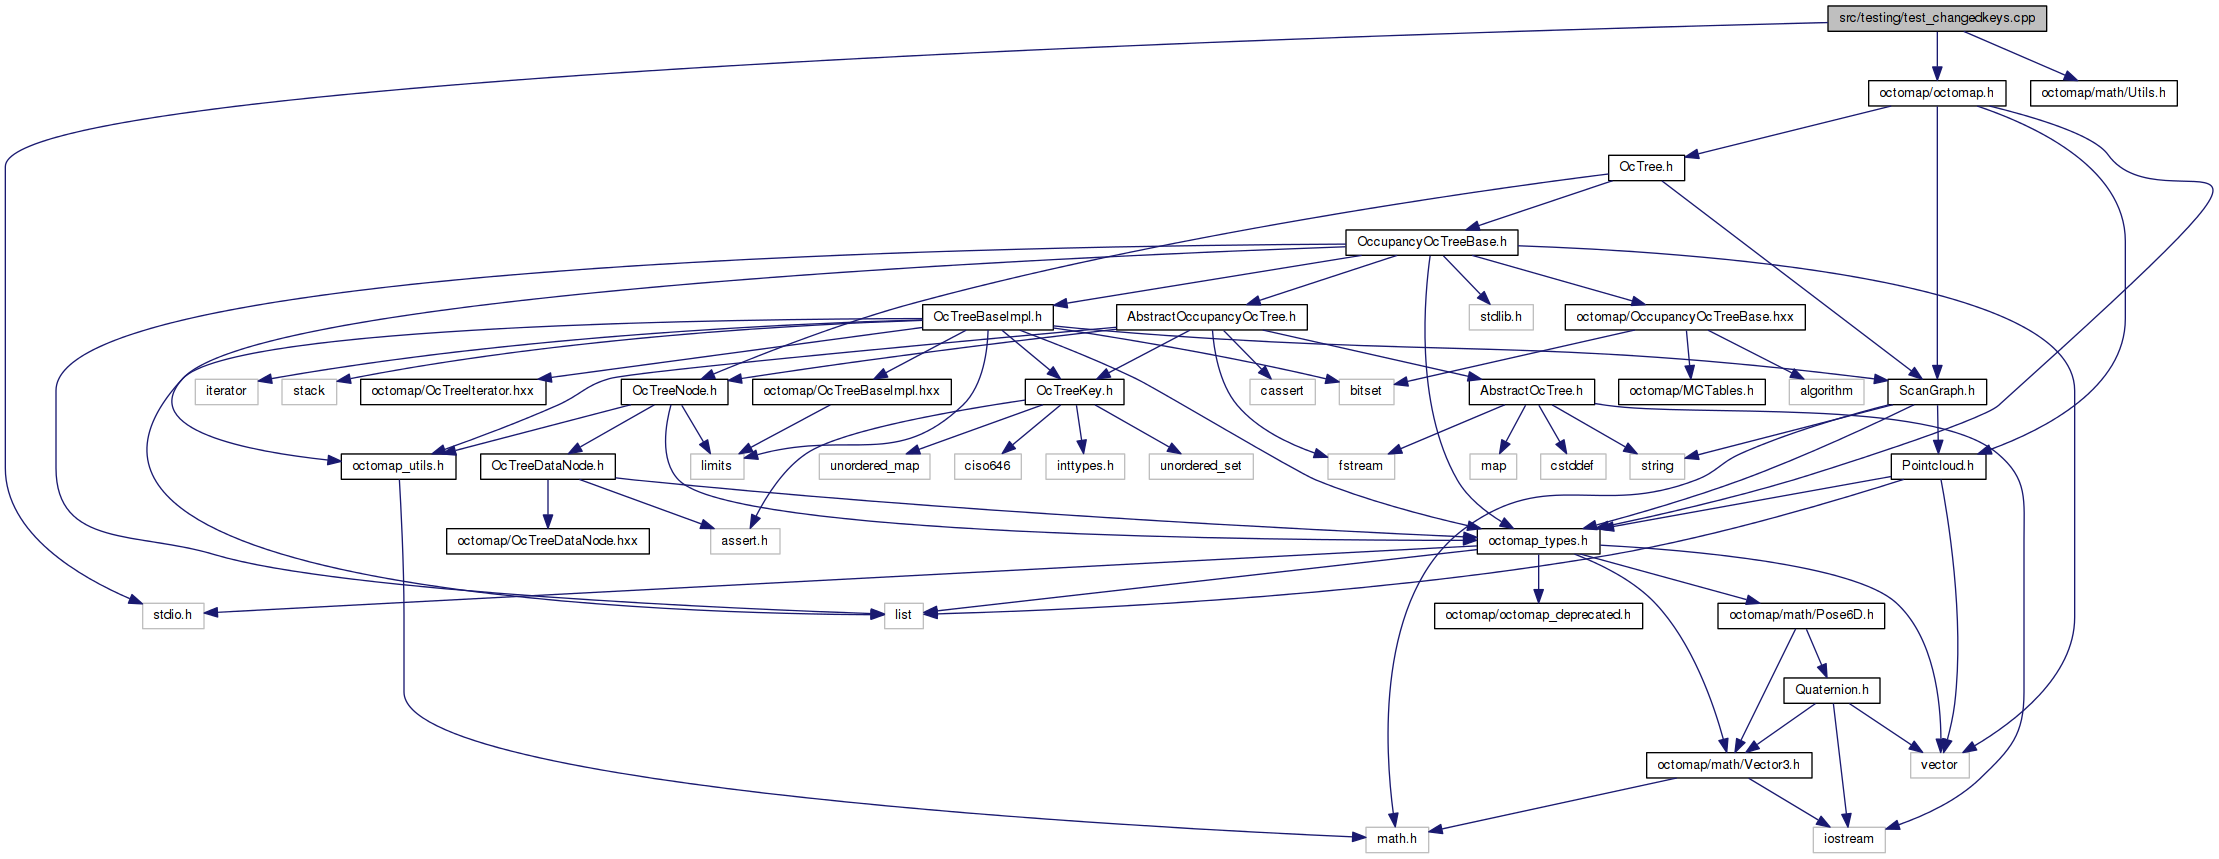 src/testing/test_changedkeys.cpp
octomap/octomap.h
octomap/math/Utils.h
OcTree.h
OccupancyOcTreeBase.h
OcTreeBaseImpl.h
AbstractOccupancyOcTree.h
stdlib.h
octomap/OccupancyOcTreeBase.hxx
iterator
stack
octomap/OcTreeIterator.hxx
OcTreeNode.h
octomap/OcTreeBaseImpl.hxx
OcTreeKey.h
cassert
bitset
AbstractOcTree.h
octomap/MCTables.h
algorithm
ScanGraph.h
octomap_utils.h
OcTreeDataNode.h
limits
unordered_map
ciso646
inttypes.h
unordered_set
fstream
map
cstddef
string
Pointcloud.h
octomap/OcTreeDataNode.hxx
assert.h
octomap_types.h
stdio.h
list
octomap/octomap_deprecated.h
octomap/math/Pose6D.h
Quaternion.h
octomap/math/Vector3.h
vector
math.h
iostream